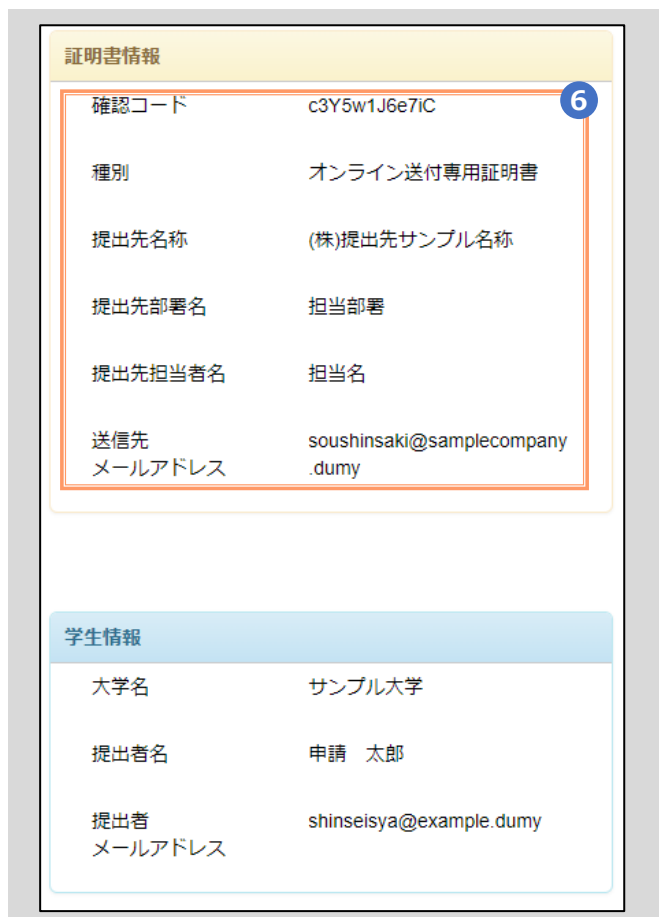 証明書情報
確認コード c3Y5w1J6e7iC
6
種別 オンライン送付専用証明書
提出先名称 (株)提出先サンプル名称
提出先部署名 担当部署
提出先担当者名 担当名
送信先 soushinsaki@samplecompany
メールアドレス .dumy
学生情報
大学名 サンプル大学
提出者名 申請　太郎
提出者 shinseisya@example.dumy
メールアドレス